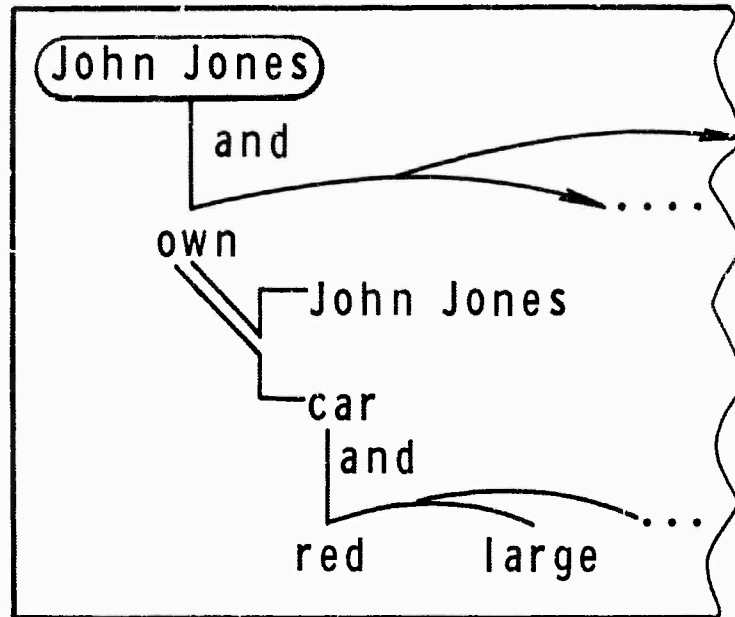 John Jones
and
....
own
John Jones
car
and
...
red large